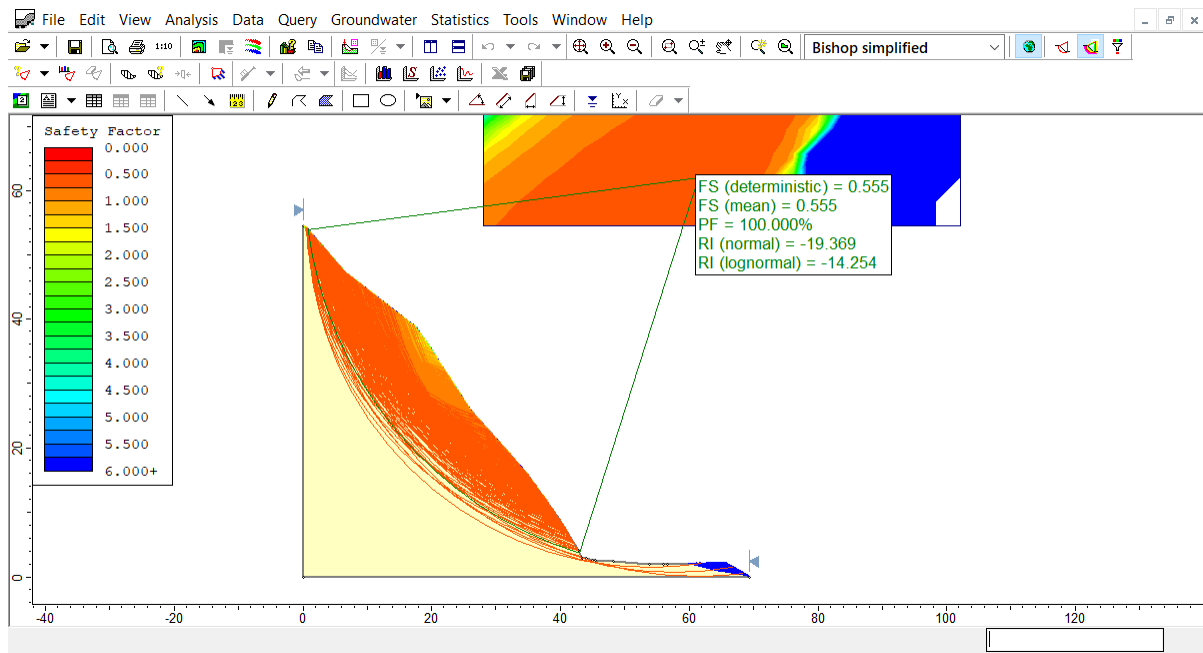 File Edit View Analysis Data Query Groundwater Statistics Tools Window Help
1:10
Bishop simplified
Safety Factor
0.000
0.500
1.000
1.500
2.000
2.500
3.000
3.500
4.000
4.500
5.000
5.500
6.000+
FS (deterministic) = 0.555
FS (mean) = 0.555
PF = 100.000%
RI (normal) = -19.369
RI (lognormal) = -14.254
60
40
20
0
-40 -20 0 20 40 60 80 100 120